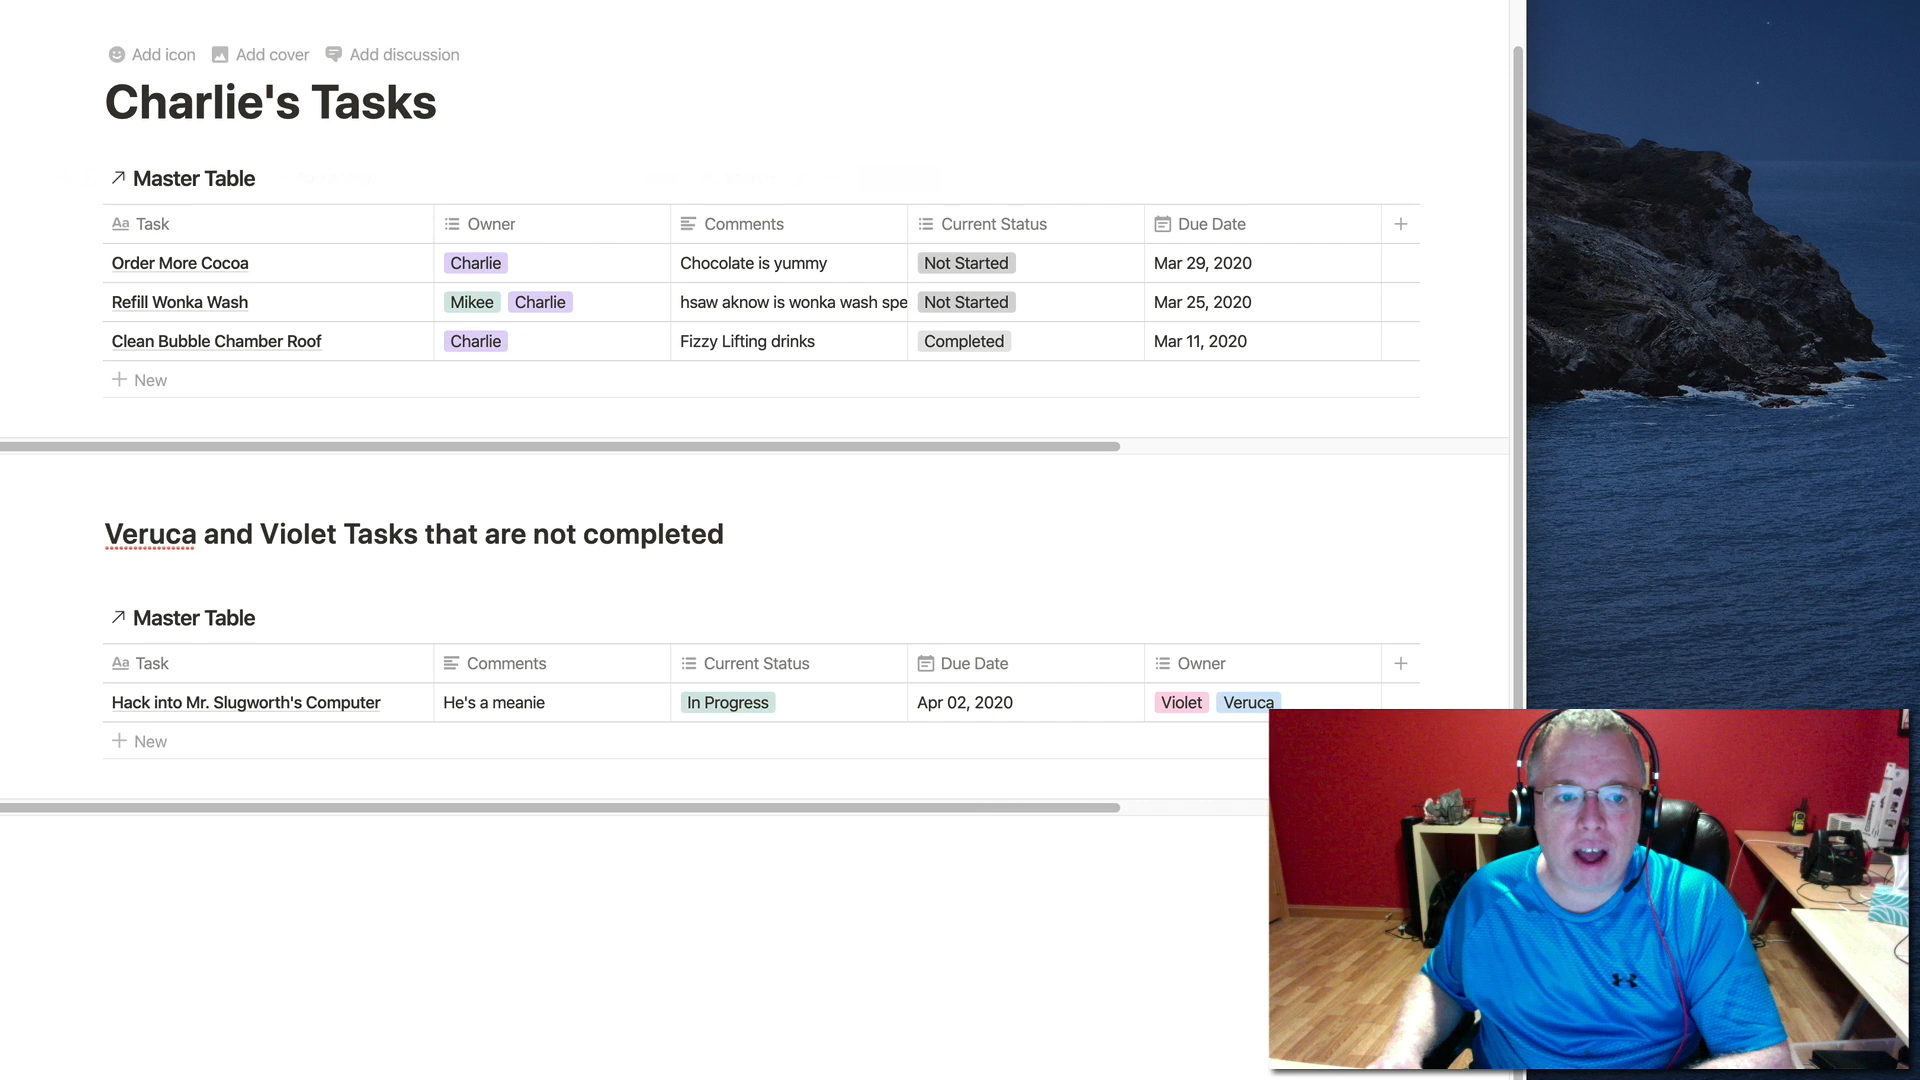 Add icon Add cover Add discussion
Charlie's Tasks
Master Table
Aa Task Owner Comments Current Status Due Date
Order More Cocoa Charlie Chocolate is yummy Not Started Mar 29, 2020
Refill Wonka Wash Mikee Charlie hsaw aknow is wonka wash spe Not Started Mar 25, 2020
Clean Bubble Chamber Roof Charlie Fizzy Lifting drinks Completed Mar 11, 2020
+ New
Veruca and Violet Tasks that are not completed
Master Table
Aa Task Comments Current Status Due Date Owner
Hack into Mr. Slugworth's Computer He's a meanie In Progress Apr 02, 2020 Violet Veruca
+ New